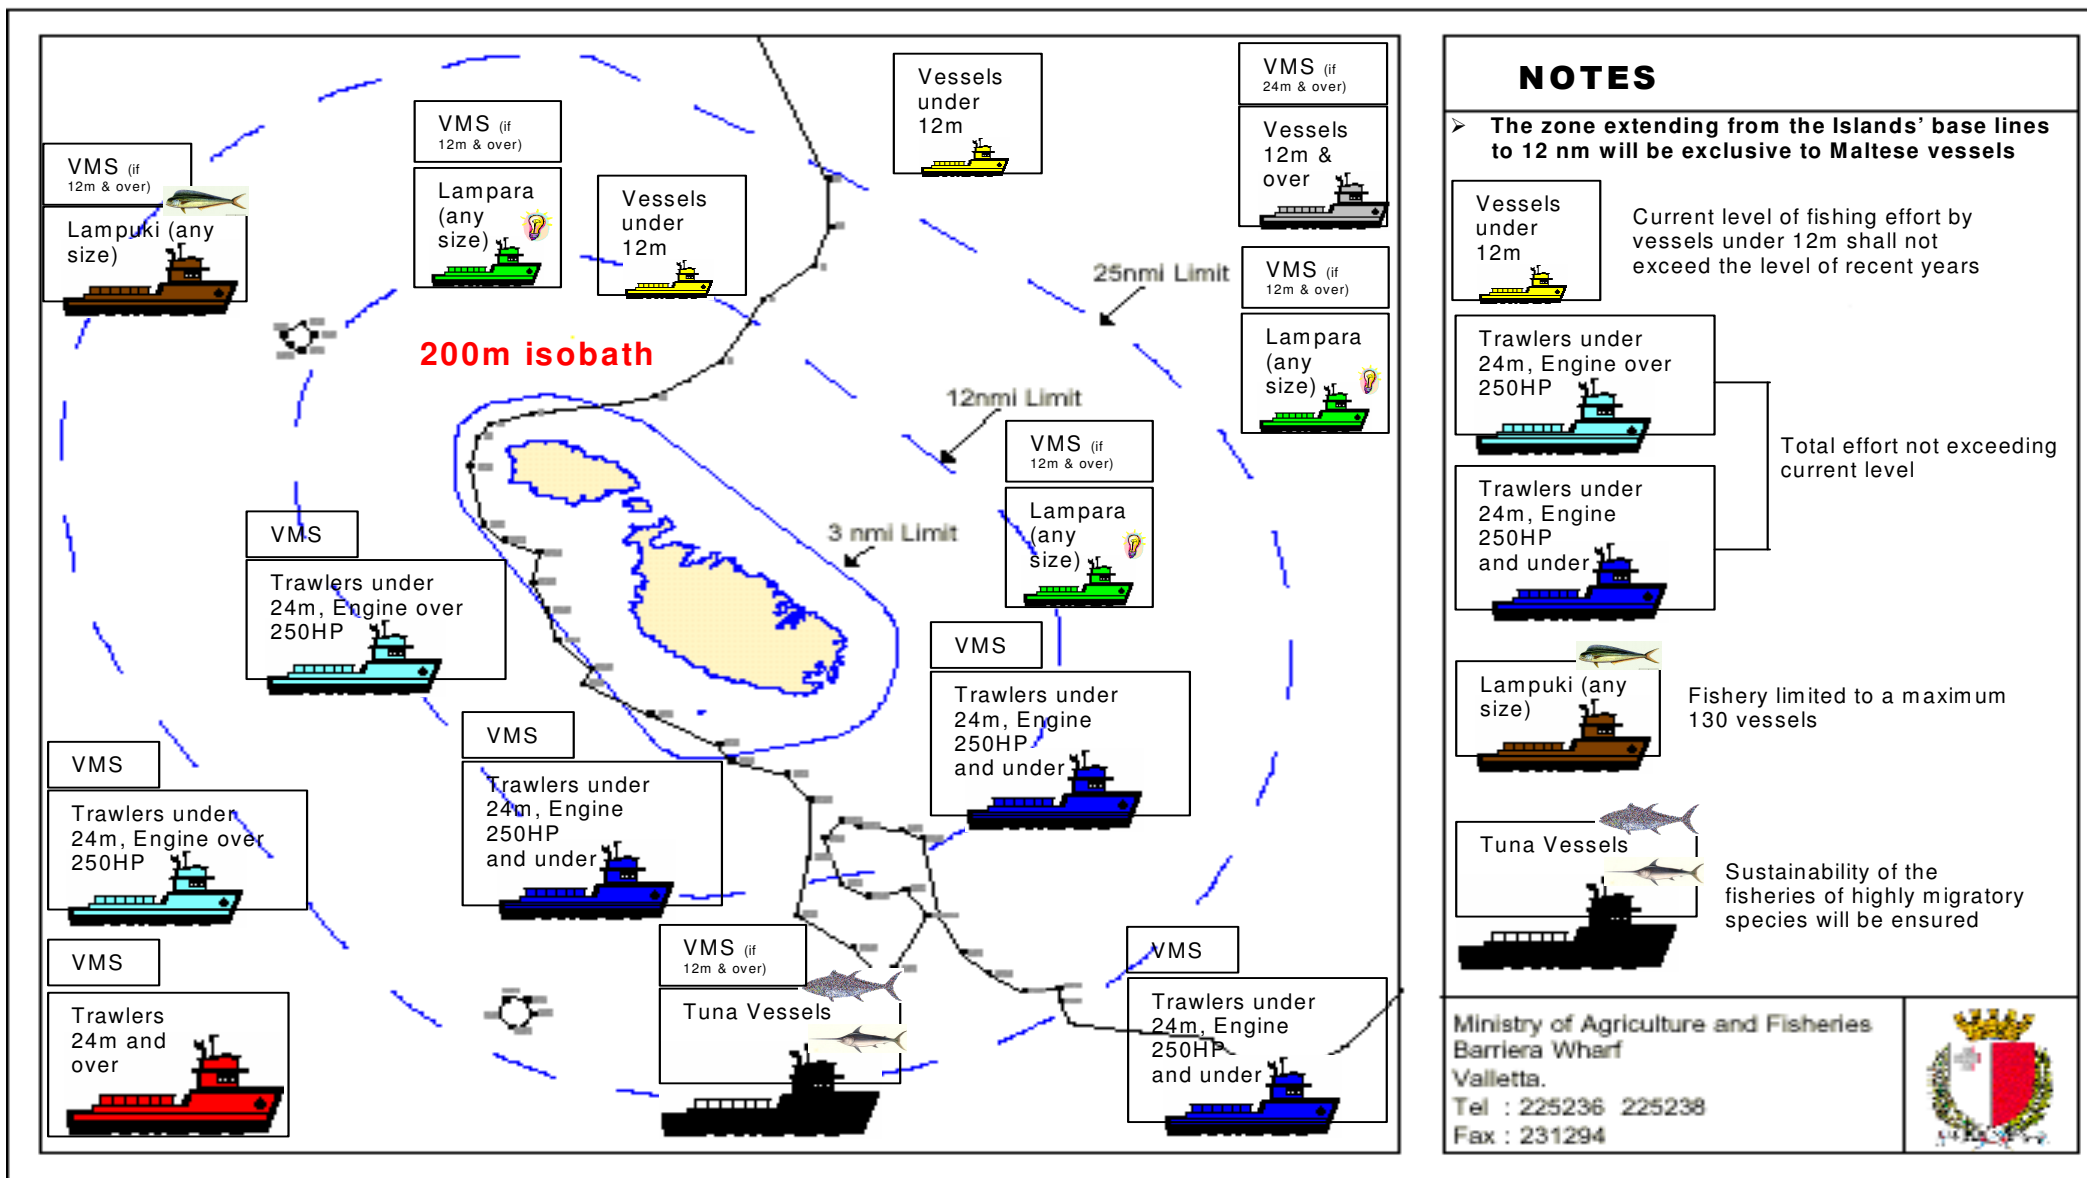 VMS (if
12m & over)
Lampuki (any
size)
VMS (if
12m & over)
Lampara
(any
size)
Vessels
under
12m
Vessels
under
12m
VMS (if
24m & over)
Vessels
12m &
over
VMS (if
12m & over)
Lampara
(any
size)
25nmi Limit
200m isobath
12nmi Limit
VMS (if
12m & over)
Lampara
(any
size)
3 nmi Limit
VMS
Trawlers under
24m, Engine over
250HP
VMS
Trawlers under
24m, Engine
250HP
and under
VMS
Trawlers under
24m, Engine
250HP
and under
VMS
Trawlers under
24m, Engine over
250HP
VMS
Trawlers
24m and
over
VMS (if
12m & over)
Tuna Vessels
VMS
Trawlers under
24m, Engine
250HP
and under
NOTES
➢ The zone extending from the Islands’ base lines
to 12 nm will be exclusive to Maltese vessels
Vessels
under
12m
Current level of fishing effort by
vessels under 12m shall not
exceed the level of recent years
Trawlers under
24m, Engine over
250HP
Trawlers under
24m, Engine
250HP
and under
Total effort not exceeding
current level
Lampuki (any
size)
Fishery limited to a maximum
130 vessels
Tuna Vessels
Sustainability of the
fisheries of highly migratory
species will be ensured
Ministry of Agriculture and Fisheries
Barriera Wharf
Valletta.
Tel : 225236 225238
Fax : 231294